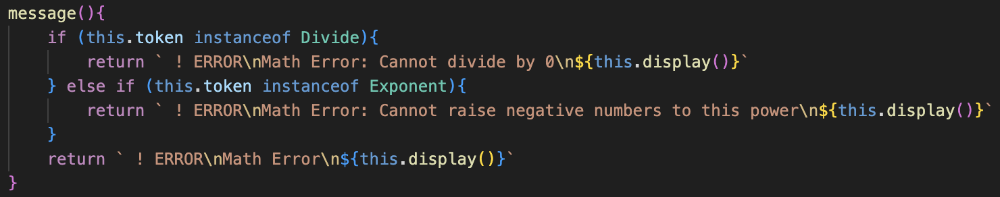 message(){
    if (this.token instanceof Divide){
        return ` ! ERROR\nMath Error: Cannot divide by 0\n${this.display()}`
    } else if (this.token instanceof Exponent){
        return ` ! ERROR\nMath Error: Cannot raise negative numbers to this power\n${this.display()}`
    }
    return ` ! ERROR\nMath Error\n${this.display()}`
}